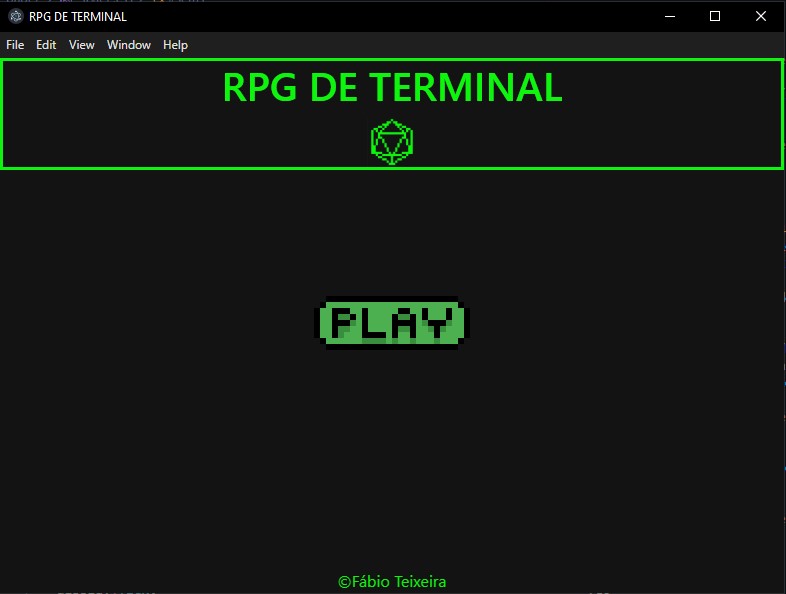 RPG DE TERMINAL
File Edit View Window Help
RPG DE TERMINAL
PLAY
©Fábio Teixeira